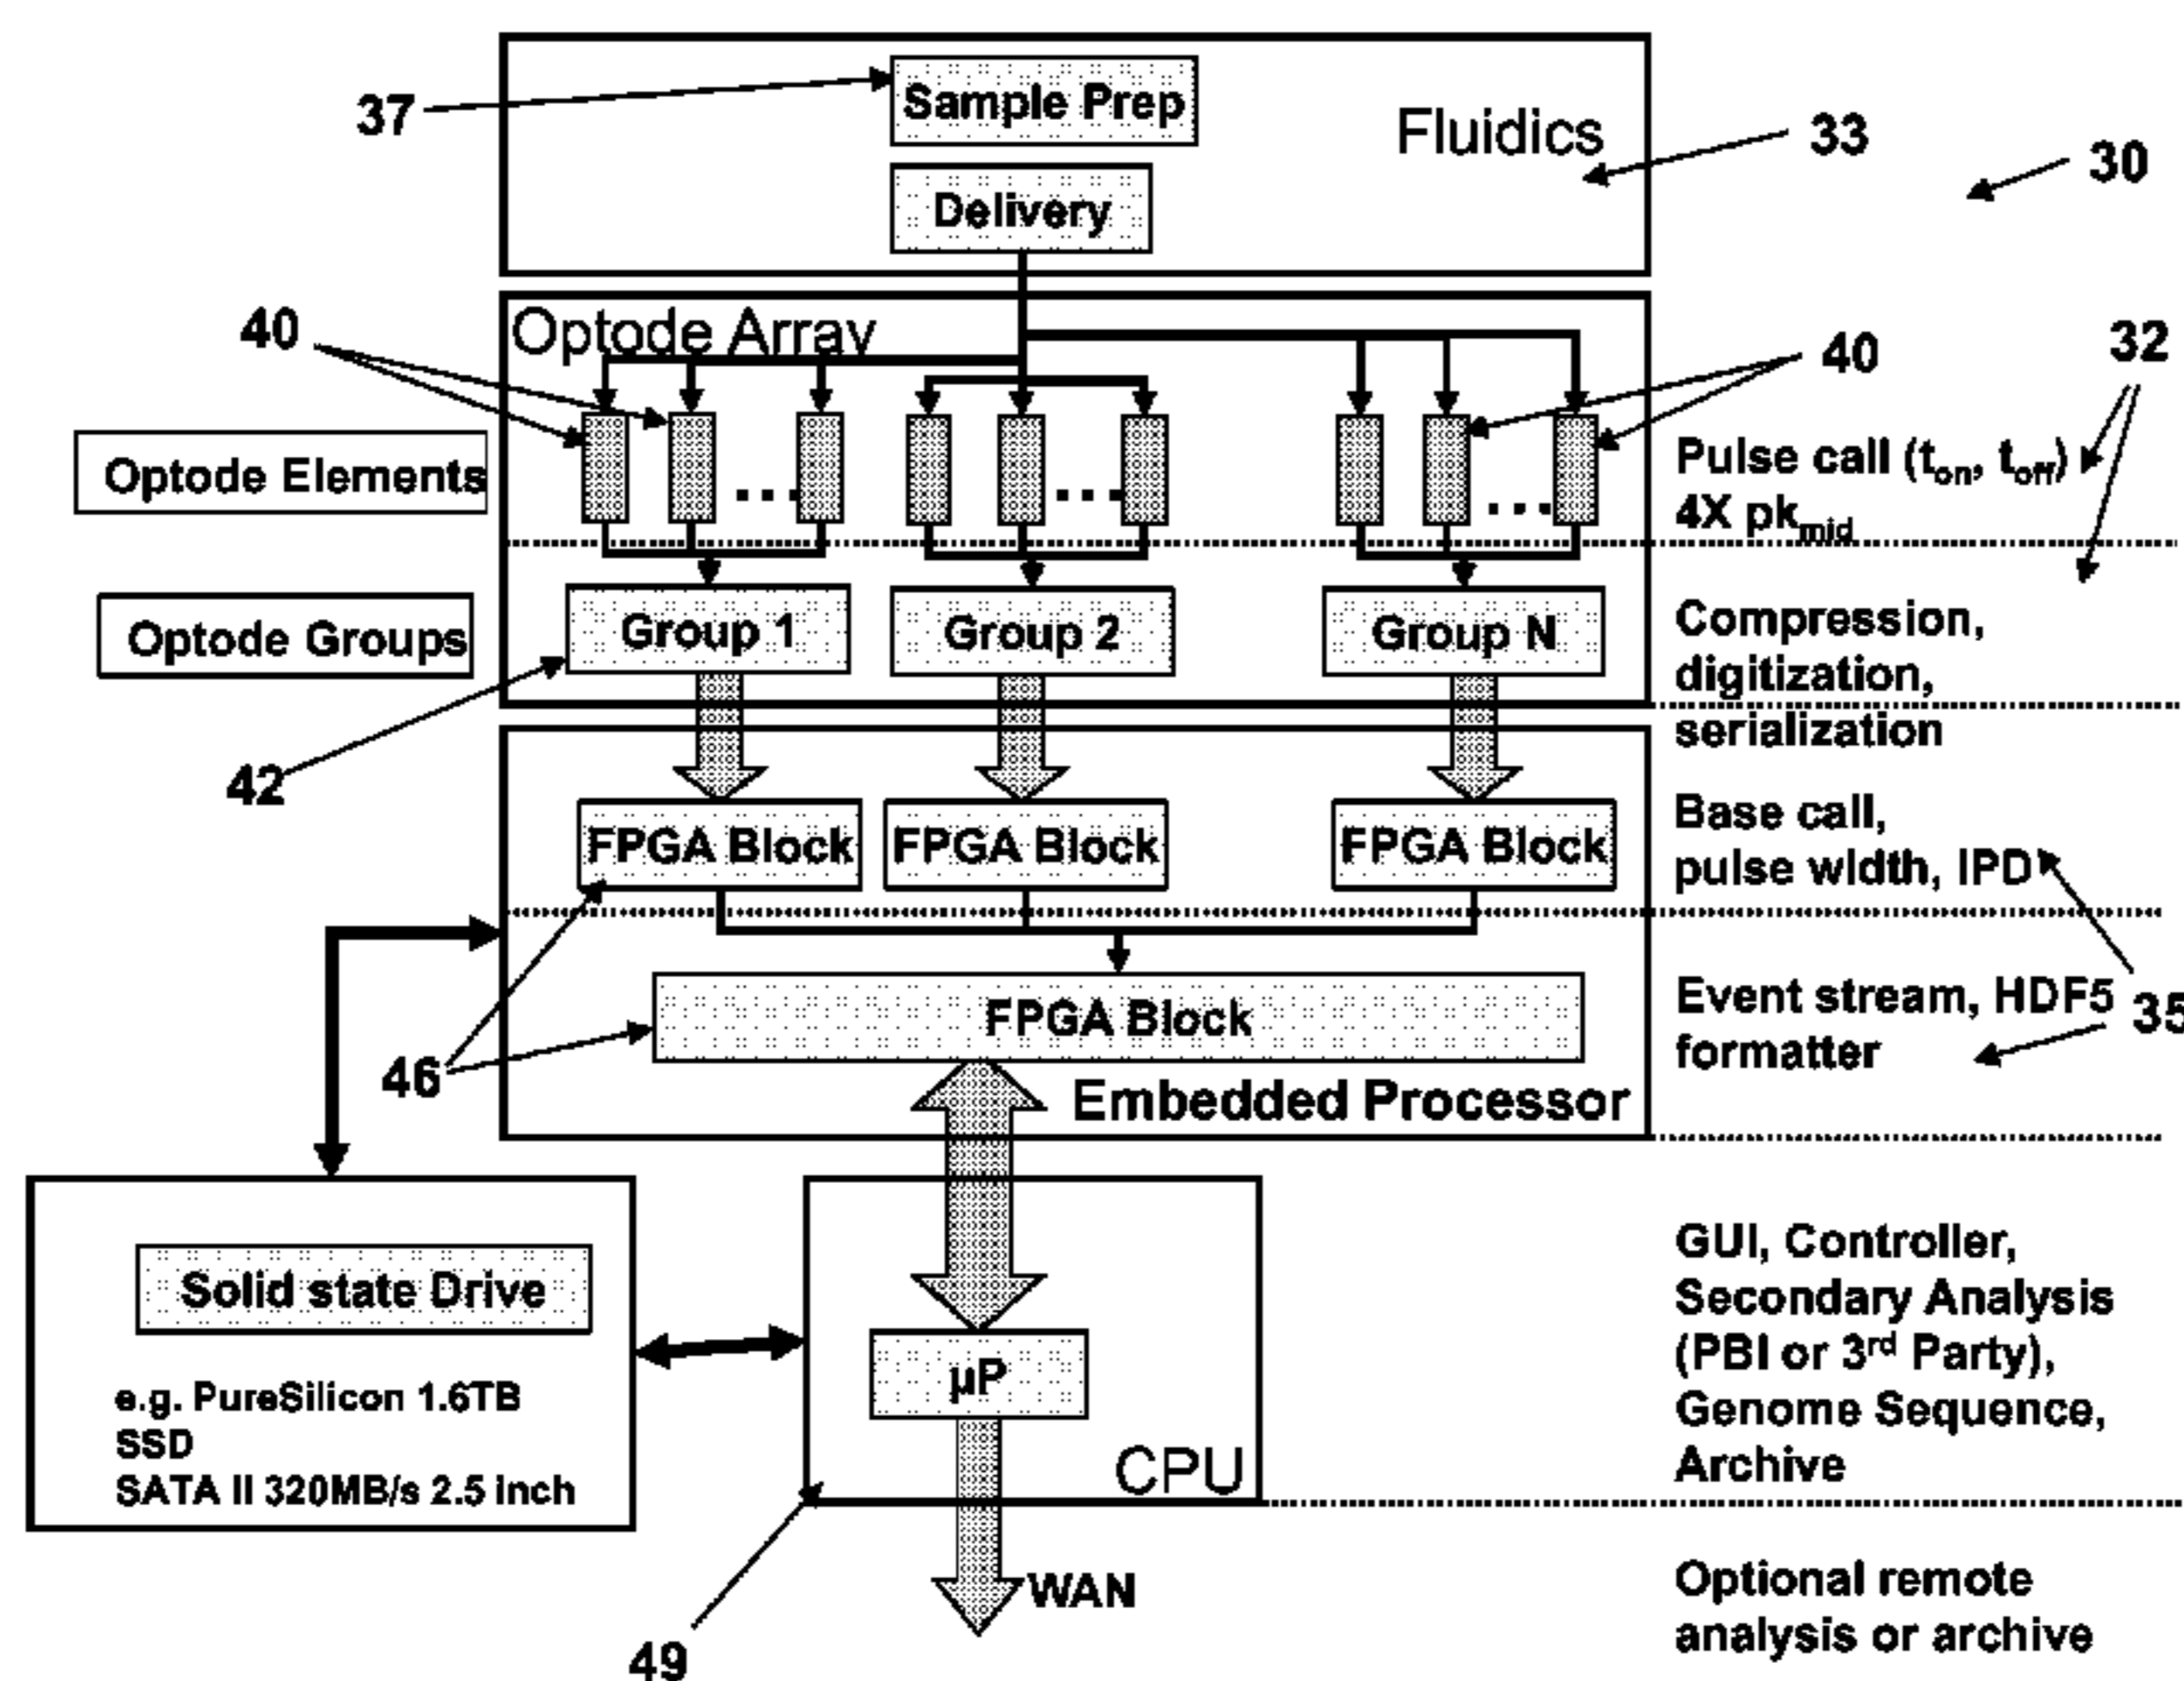 37
Sample Prep
Fluidics
33
30
Delivery
40
Optode Array
40
32
Optode Elements
...
...
...
Pulse call (ton, toff)
4X pkmid
Optode Groups
Group 1
Group 2
Group N
Compression,
digitization,
serialization
42
FPGA Block
FPGA Block
FPGA Block
Base call,
pulse width, IPD
FPGA Block
Event stream, HDF5
formatter
35
46
Embedded Processor
Solid state Drive
e.g. PureSilicon 1.6TB
SSD
SATA II 320MB/s 2.5 inch
µP
CPU
GUI, Controller,
Secondary Analysis
(PBI or 3rd Party),
Genome Sequence,
Archive
WAN
49
Optional remote
analysis or archive